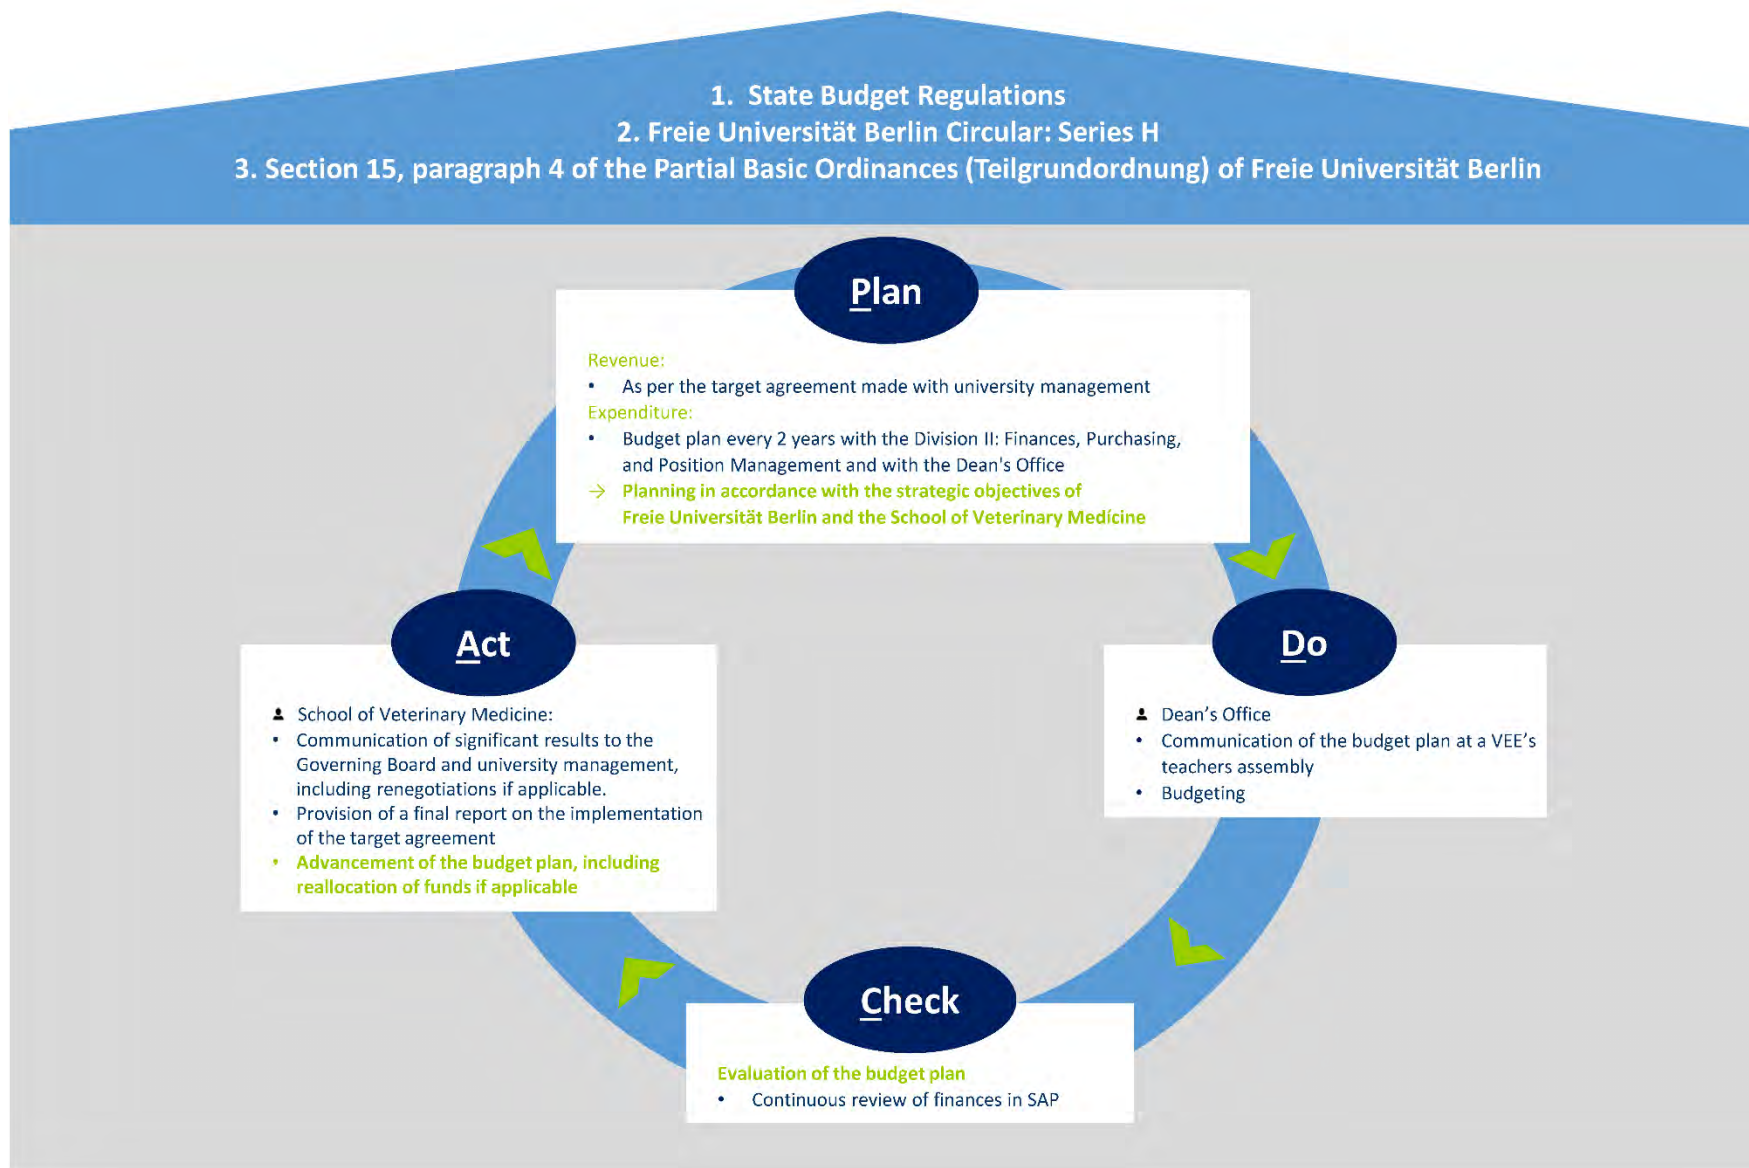 1. State Budget Regulations
2. Freie Universität Berlin Circular: Series H
3. Section 15, paragraph 4 of the Partial Basic Ordinances (Teilgrundordnung) of Freie Universität Berlin
Plan
Revenue:
• As per the target agreement made with university management
Expenditure:
• Budget plan every 2 years with the Division II: Finances, Purchasing,
and Position Management and with the Dean's Office
→ Planning in accordance with the strategic objectives of
Freie Universität Berlin and the School of Veterinary Medicine
Do
Dean's Office
• Communication of the budget plan at a VEE's
teachers assembly
• Budgeting
Check
Evaluation of the budget plan
• Continuous review of finances in SAP
Act
School of Veterinary Medicine:
• Communication of significant results to the
Governing Board and university management,
including renegotiations if applicable.
• Provision of a final report on the implementation
of the target agreement
• Advancement of the budget plan, including
reallocation of funds if applicable